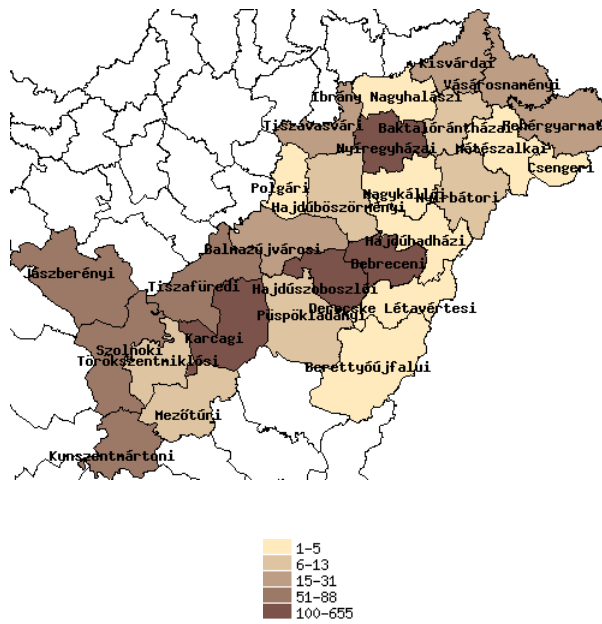 Kisvárdai
Vásárosnaményi
Ibrány Nagyhalászi
Tiszavasvári
Baktalórántházai
Fehérgyarmat
Nyíregyházai
Mátészalkai
Csengeri
Polgári
Nagykállói
Nyírbátori
Hajdúböszörményi
Hajdúhadházi
Balmazújvárosi
Debreceni
Jászberényi
Tiszafüredi
Hajdúszoboszlói
Derecske Létavértesi
Püspökladányi
Karcagi
Szolnoki
Törökszentmiklósi
Berettyóújfalui
Mezőtúri
Kunszentmártoni
1-5
6-13
15-31
51-88
100-655